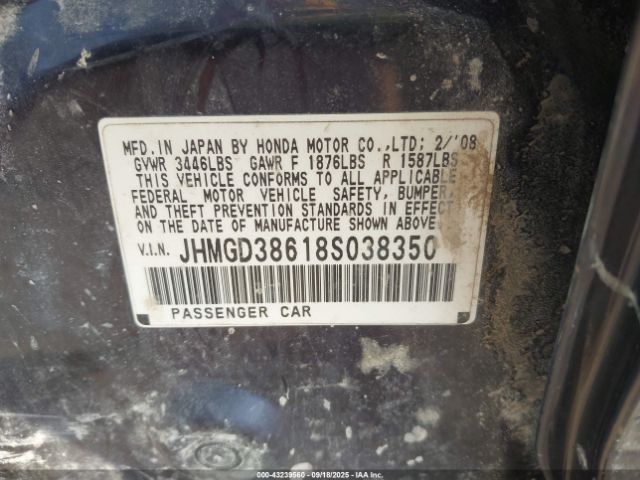 MFD. IN JAPAN BY HONDA MOTOR CO.,LTD; 2/'08
GVWR 3446LBS GAWR F 1876LBS R 1587LBS
THIS VEHICLE CONFORMS TO ALL APPLICABLE
FEDERAL MOTOR VEHICLE SAFETY, BUMPER,
AND THEFT PREVENTION STANDARDS IN EFFECT
ON THE DATE OF MANUFACTURE SHOWN ABOVE.
V.I.N. JHMGD38618S038350
PASSENGER CAR
000-43239560 - 09/18/2025 - IAAI.COM